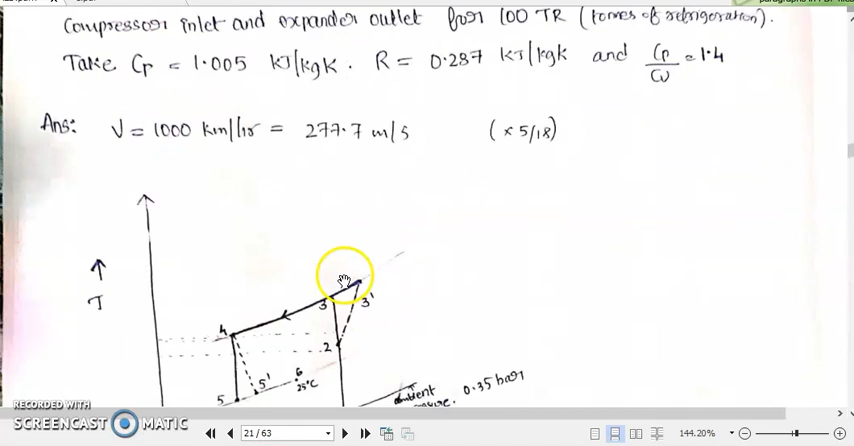 Compressor inlet and expander outlet for 100 TR (tonnes of refrigeration).
Take Cp = 1.005 kJ/kgK. R = 0.287 kJ/kgK and Cp/Cv = 1.4
Ans: V = 1000 km/hr = 277.7 m/s (× 5/18)
T
3
3'
4
2
6
25°C
5'
5
ambient
0.35 bar
RECORDED WITH
SCREENCAST MATIC
21 / 63
144.20%